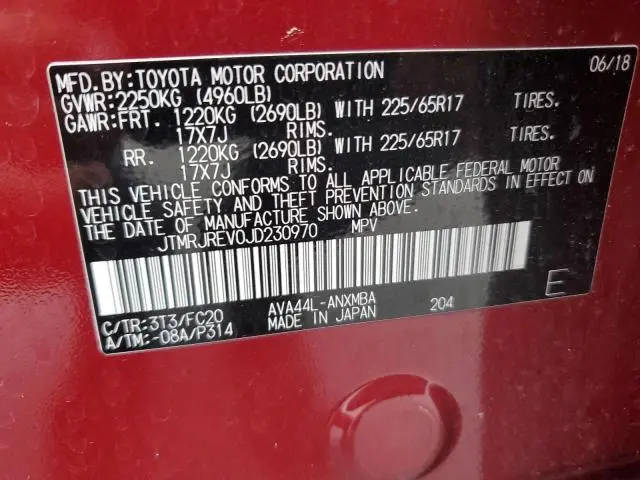 MFD.BY:TOYOTA MOTOR CORPORATION 06/18
GVWR:2250KG (4960LB)
GAWR:FRT. 1220KG (2690LB) WITH 225/65R17 TIRES.
17X7J RIMS.
RR. 1220KG (2690LB) WITH 225/65R17 TIRES.
17X7J RIMS.
THIS VEHICLE CONFORMS TO ALL APPLICABLE FEDERAL MOTOR
VEHICLE SAFETY AND THEFT PREVENTION STANDARDS IN EFFECT ON
THE DATE OF MANUFACTURE SHOWN ABOVE.
JTMRJREV0JD230970 MPV
C/TR:3T3/FC20 AVA44L-ANXMBA 204 E
A/TM:-08A/P314 MADE IN JAPAN